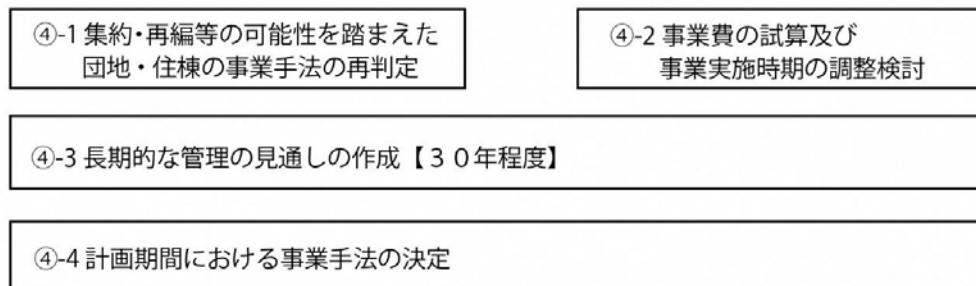 ④-1 集約・再編等の可能性を踏まえた
団地・住棟の事業手法の再判定
④-2 事業費の試算及び
事業実施時期の調整検討
④-3 長期的な管理の見通しの作成【３０年程度】
④-4 計画期間における事業手法の決定